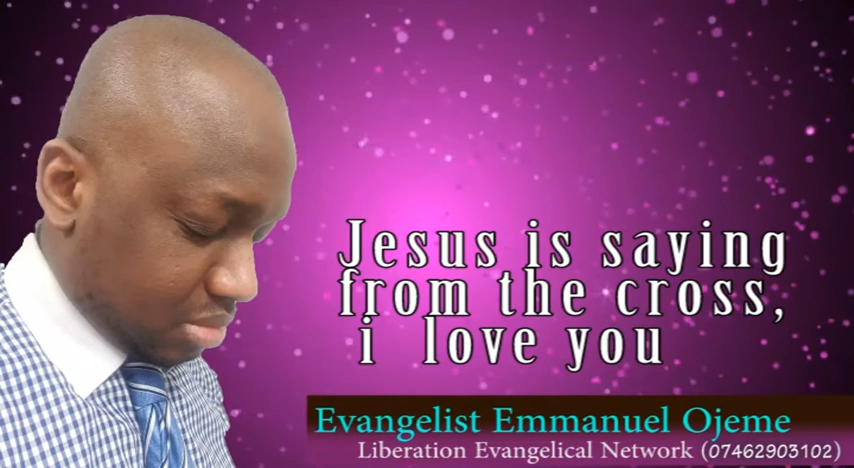 Jesus is saying
from the cross,
i love you
Evangelist Emmanuel Ojeme
Liberation Evangelical Network (07462903102)